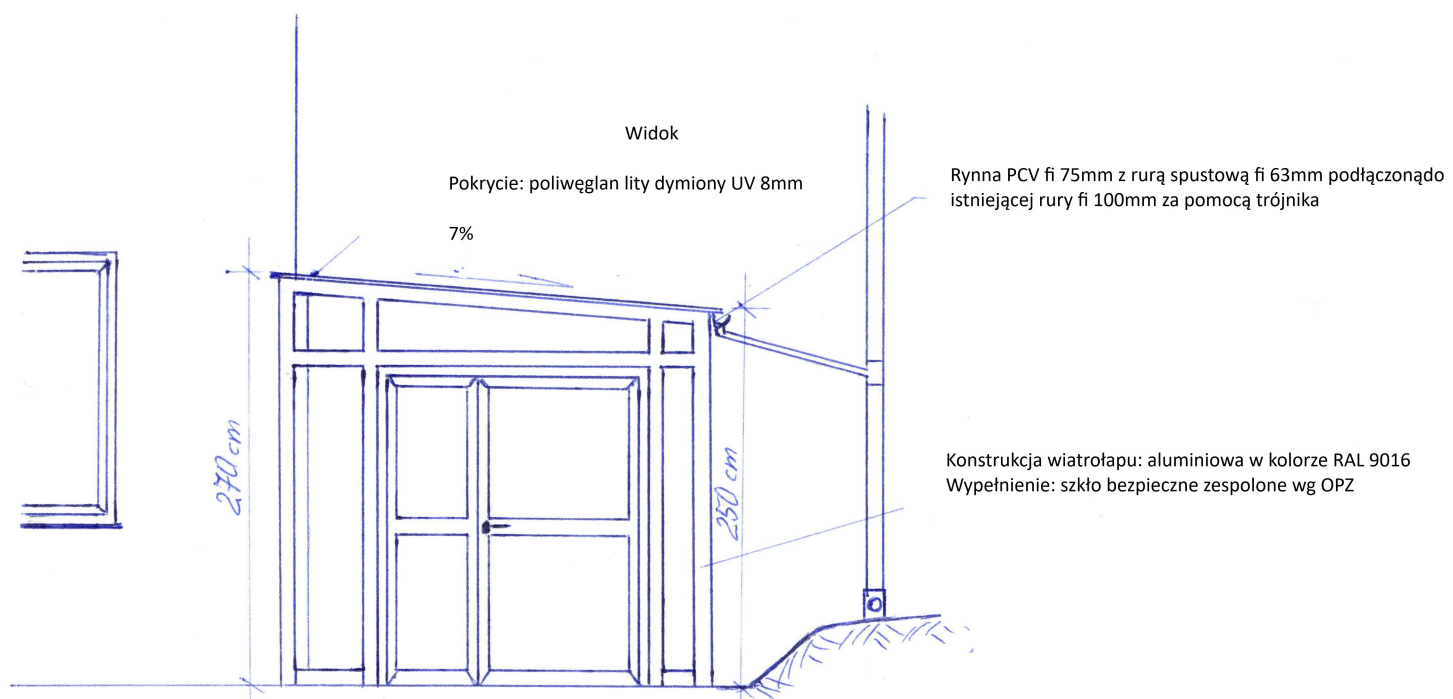 Widok
Pokrycie: poliwęglan lity dymiony UV 8mm
7%
Rynna PCV fi 75mm z rurą spustową fi 63mm podłączonądo
istniejącej rury fi 100mm za pomocą trójnika
270 cm
250 cm
Konstrukcja wiatrołapu: aluminiowa w kolorze RAL 9016
Wypełnienie: szkło bezpieczne zespolone wg OPZ